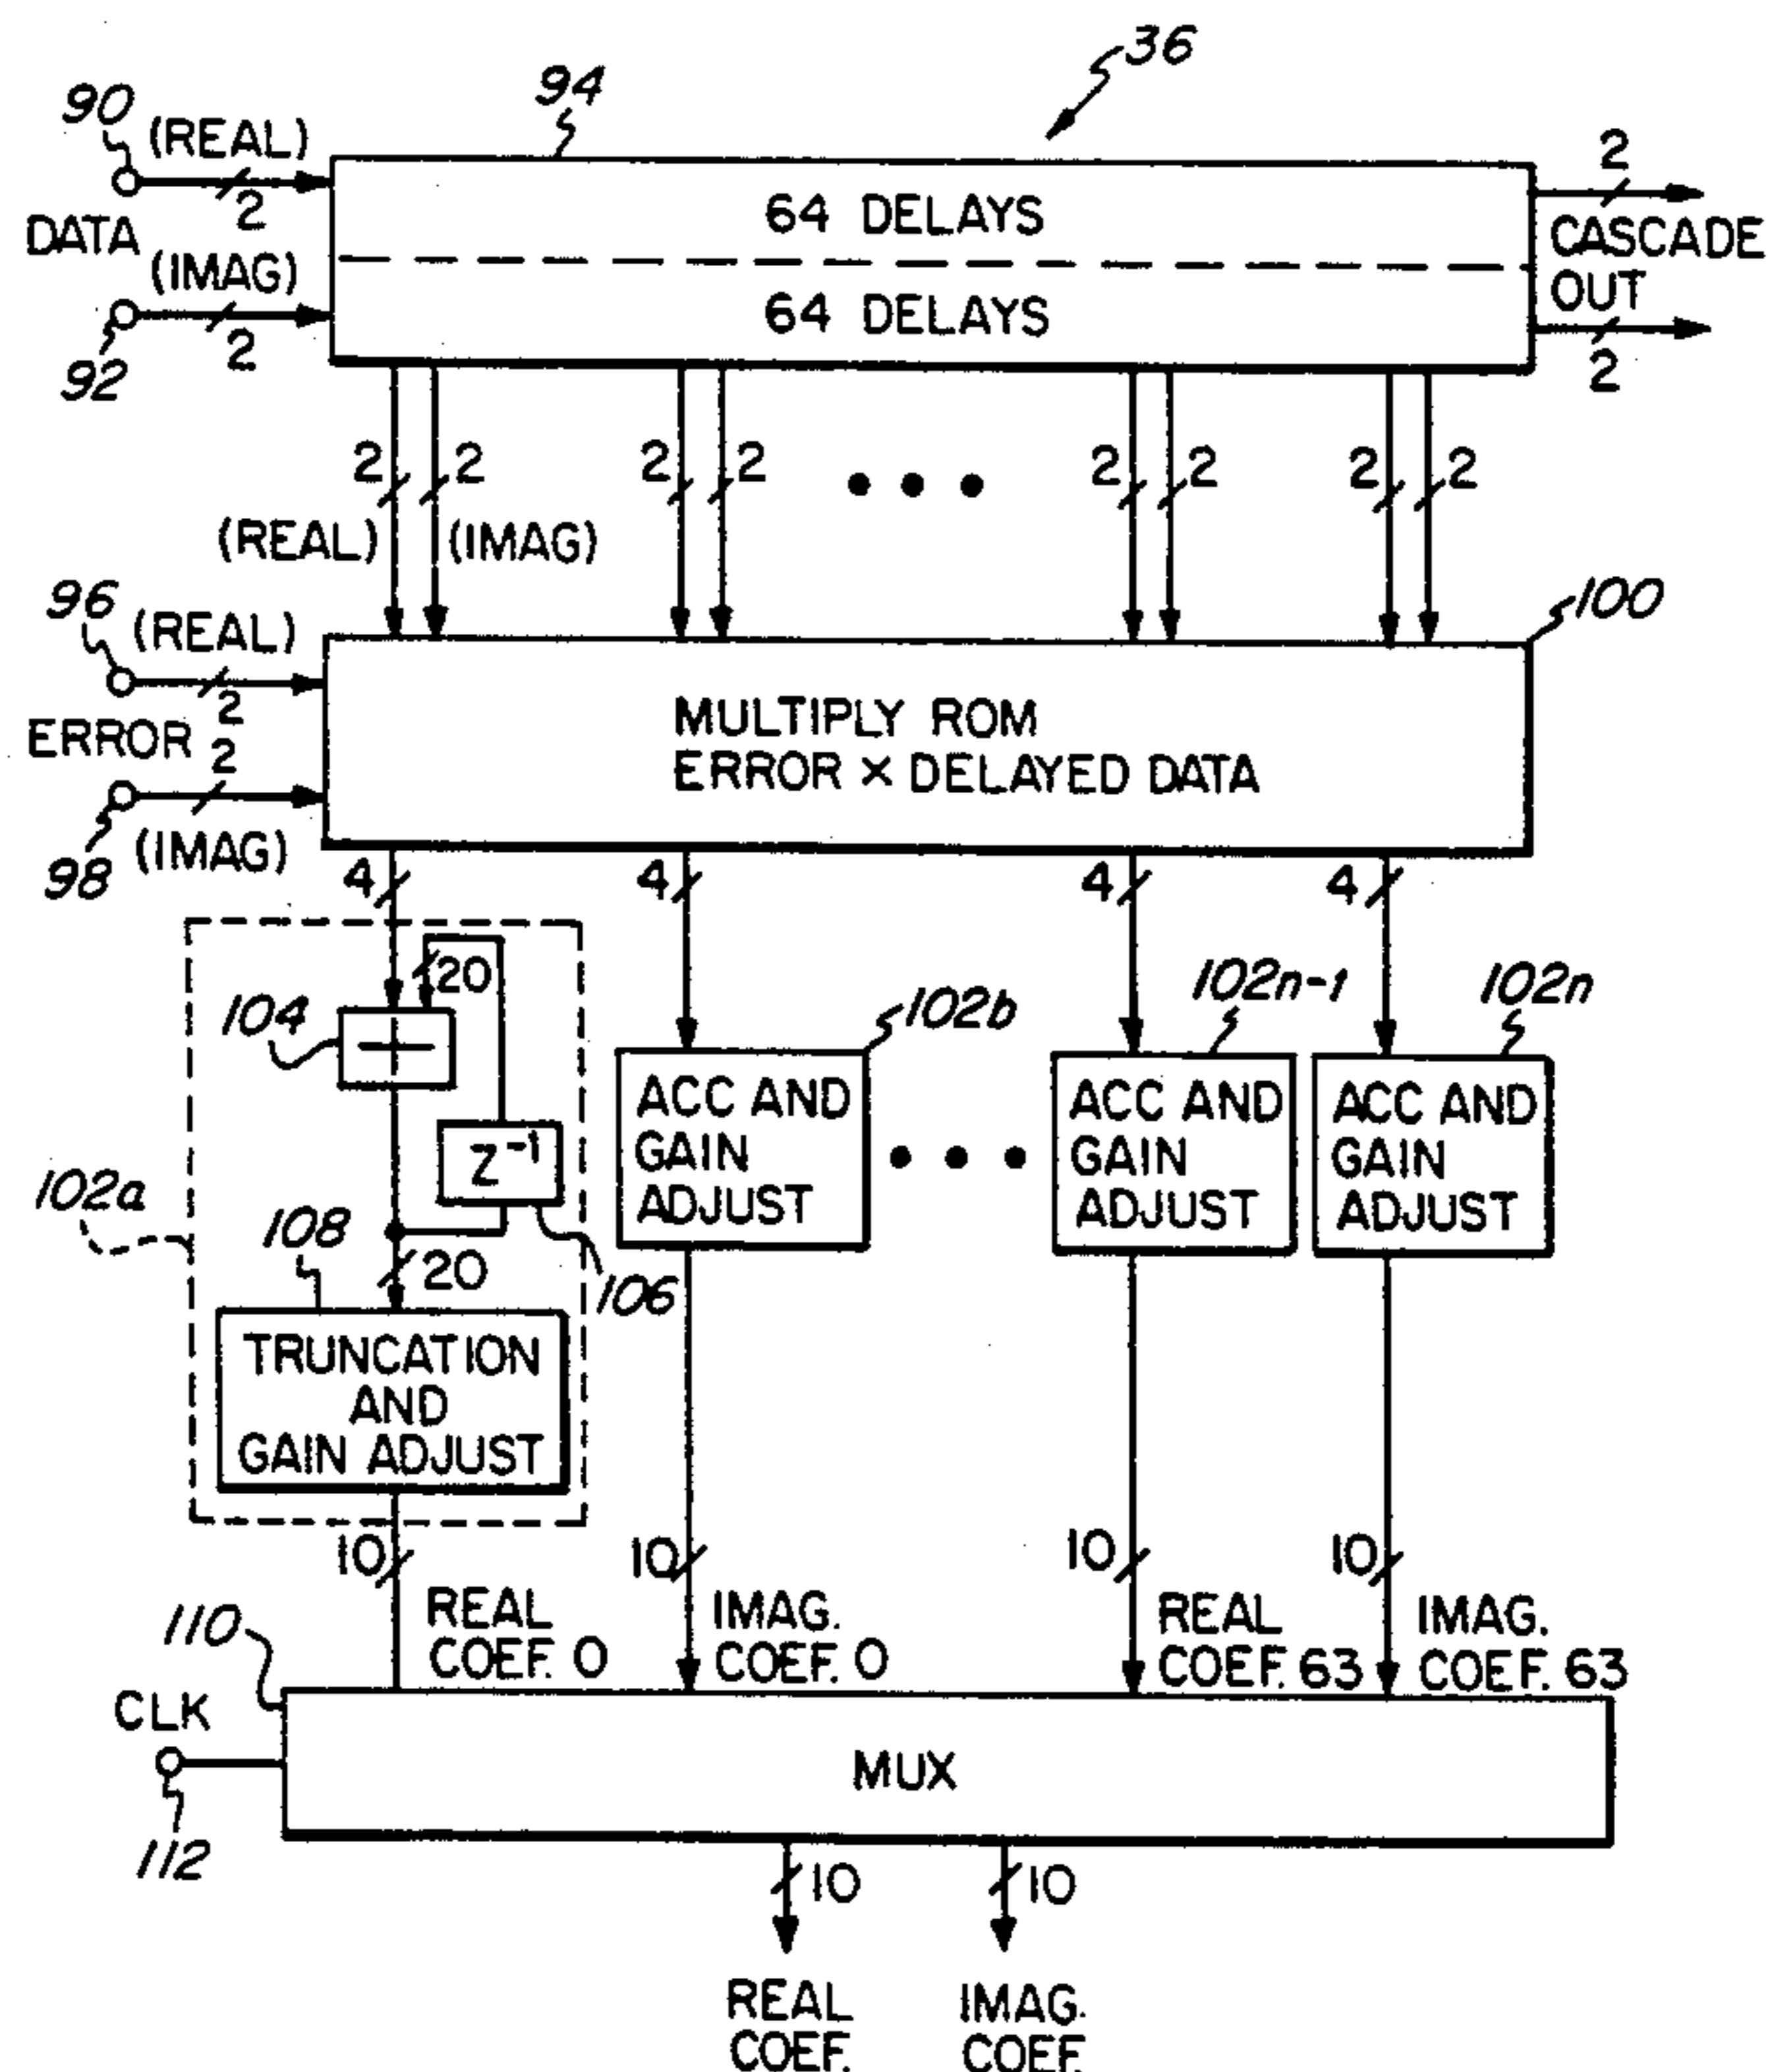 36
94
90
(REAL)
2
DATA
(IMAG)
2
92
64 DELAYS
64 DELAYS
2
CASCADE
OUT
2
2 2 2 2 2 2 2 2
(REAL) (IMAG)
96
(REAL)
2
ERROR
2
98
(IMAG)
100
MULTIPLY ROM
ERROR × DELAYED DATA
4 4 4 4
20
104
102a
Z⁻¹
108
20
106
TRUNCATION
AND
GAIN ADJUST
102b
ACC AND
GAIN
ADJUST
102n-1
ACC AND
GAIN
ADJUST
102n
ACC AND
GAIN
ADJUST
10 10 10 10
REAL
COEF. 0
IMAG.
COEF. 0
REAL
COEF. 63
IMAG.
COEF. 63
110
CLK
112
MUX
10 10
REAL
COEF.
IMAG.
COEF.